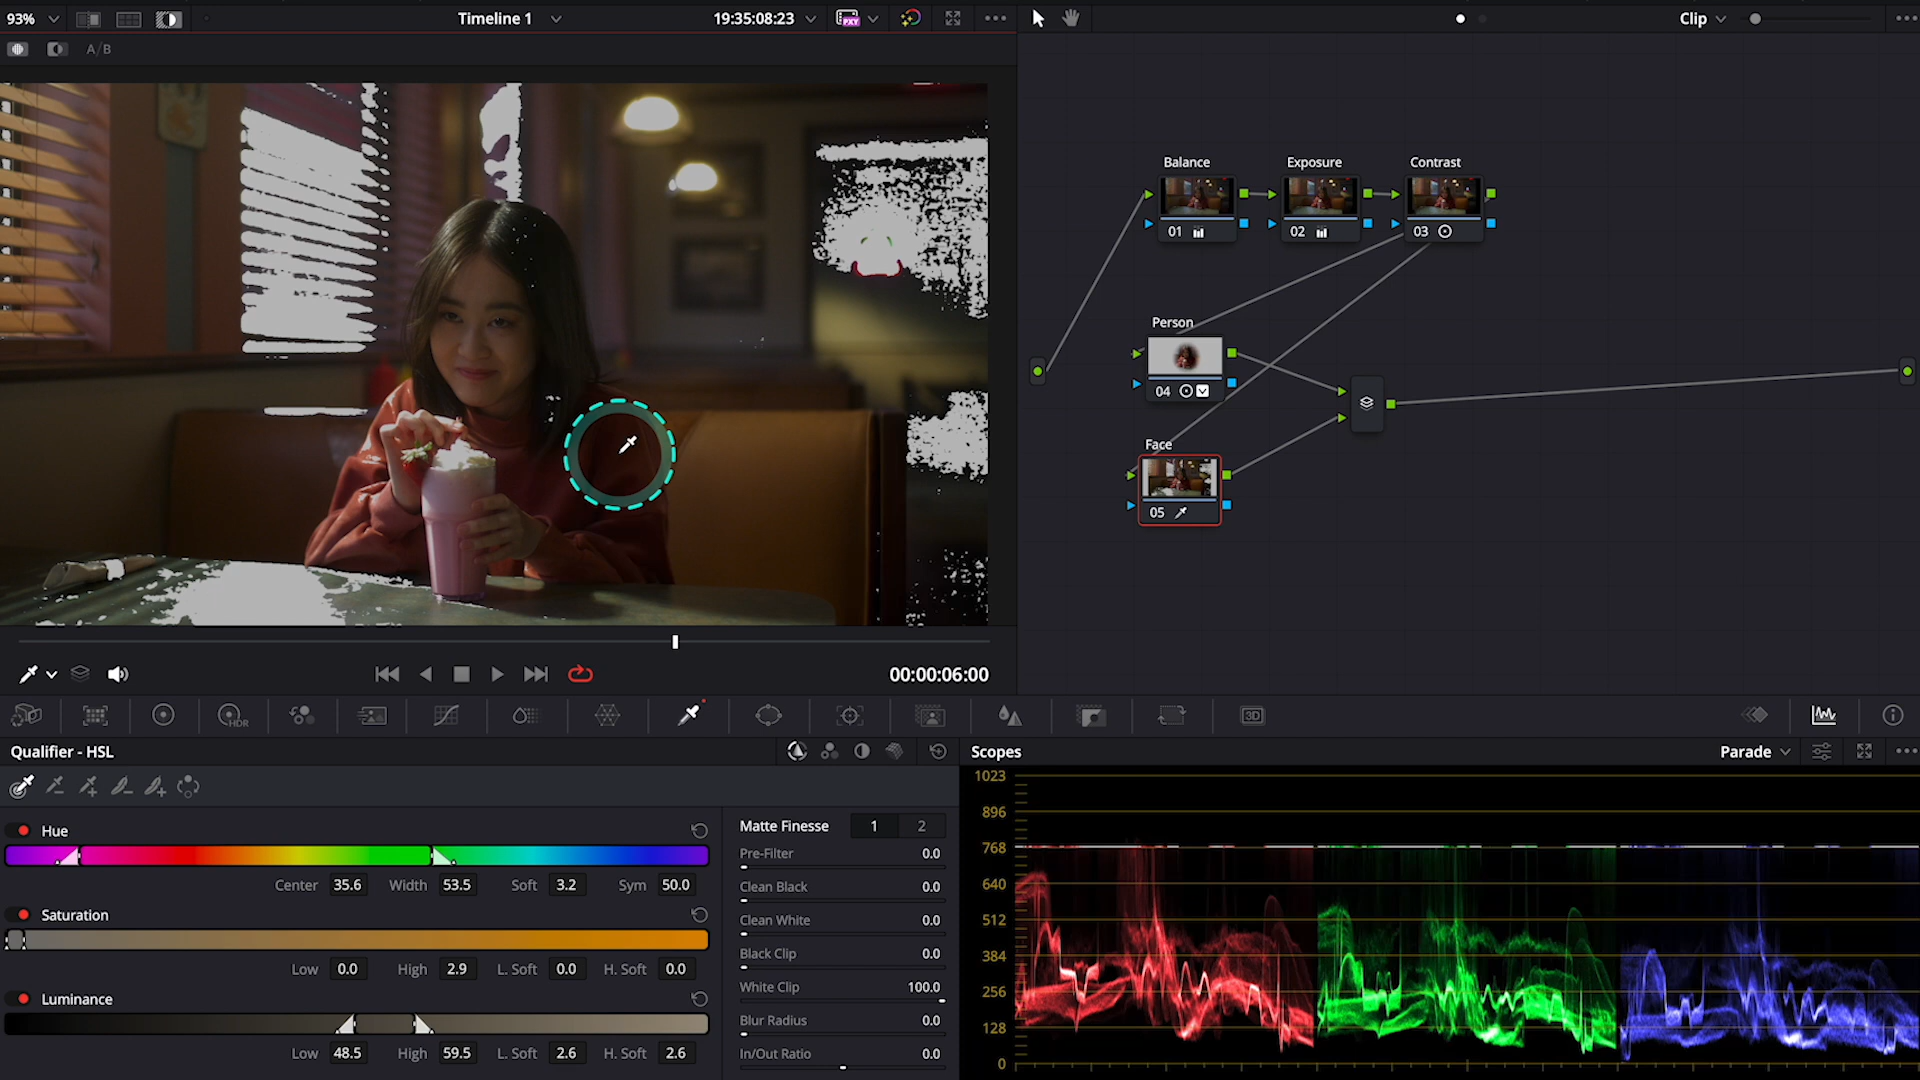 93%
Timeline 1
19:35:08:23
PXY
Clip
A/B
Balance
Exposure
Contrast
01
02
03
Person
04
Face
05
00:00:06:00
HDR
3D
Qualifier - HSL
Scopes
Parade
Hue
Center 35.6 Width 53.5 Soft 3.2 Sym 50.0
Saturation
Low 0.0 High 2.9 L. Soft 0.0 H. Soft 0.0
Luminance
Low 48.5 High 59.5 L. Soft 2.6 H. Soft 2.6
Matte Finesse 1 2
Pre-Filter 0.0
Clean Black 0.0
Clean White 0.0
Black Clip 0.0
White Clip 100.0
Blur Radius 0.0
In/Out Ratio 0.0
1023
896
768
640
512
384
256
128
0